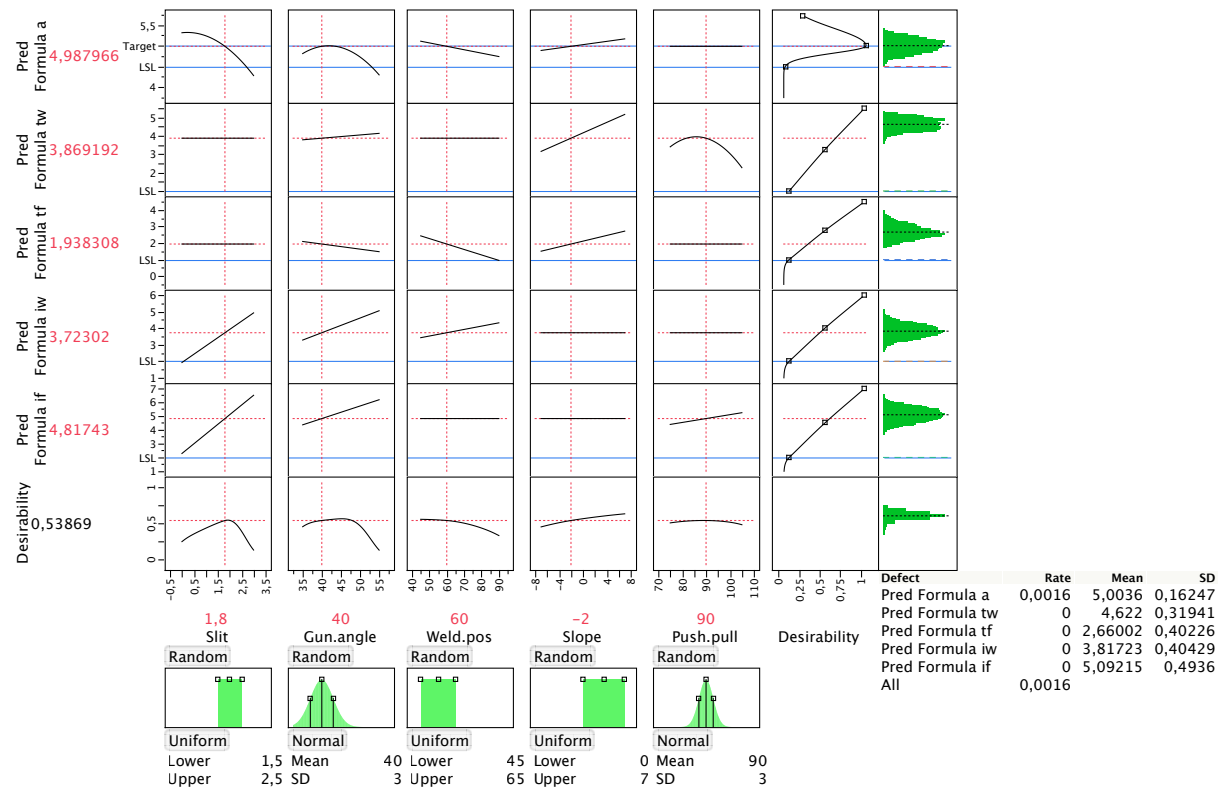 Pred Formula a
4,987966
5,5
Target
LSL
4
Pred Formula tw
3,869192
5
4
3
2
LSL
Pred Formula tf
1,938308
4
3
2
LSL
0
Pred Formula iw
3,72302
6
5
4
3
LSL
1
Pred Formula if
4,81743
7
6
5
4
3
LSL
1
Desirability
0,53869
1
0,5
0
-0,5 0,5 1,5 2,5 3,5
35 40 45 50 55
40 50 60 70 80 90
-8 -4 0 4 8
70 75 80 85 90 95 100 105 110
0 0,25 0,5 0,75 1
1,8 40 60 -2 90
Slit Gun.angle Weld.pos Slope Push.pull Desirability
Random Random Random Random Random
Uniform Normal Uniform Uniform Normal
Lower 1,5 Mean 40 Lower 45 Lower 0 Mean 90
Upper 2,5 SD 3 Upper 65 Upper 7 SD 3
Defect Rate Mean SD
Pred Formula a 0,0016 5,0036 0,16247
Pred Formula tw 0 4,622 0,31941
Pred Formula tf 0 2,66002 0,40226
Pred Formula iw 0 3,81723 0,40429
Pred Formula if 0 5,09215 0,4936
All 0,0016